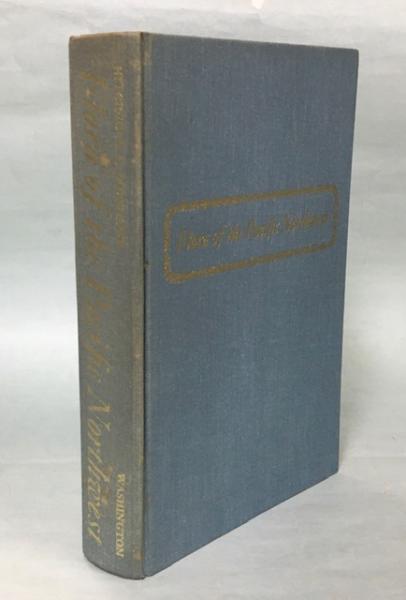 HITCHCOCK & CRONQUIST
Flora of the Pacific Northwest
WASHINGTON
Flora of the Pacific Northwest